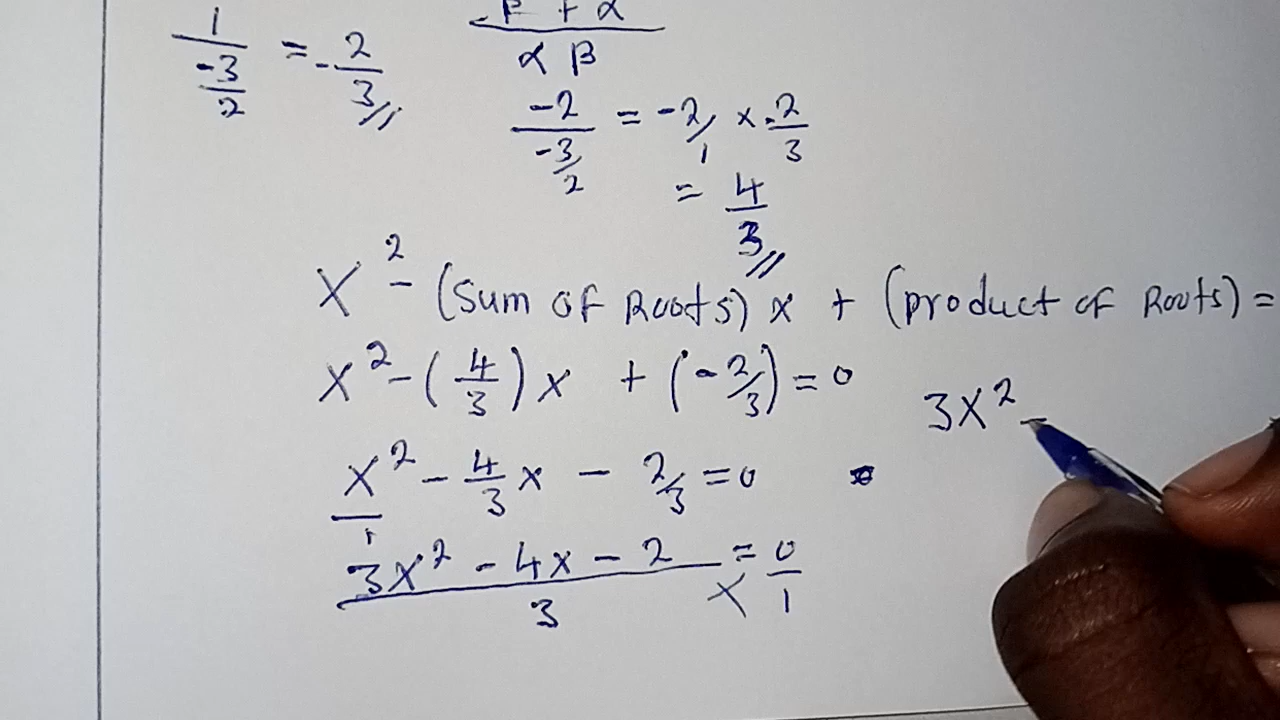 1/(-3/2) = -2/3
β + α / α β
-2/(-3/2) = -2/1 × -2/3
= 4/3
x² - (Sum of Roots) x + (product of Roots) =
x² - (4/3)x + (-2/3) = 0
3x² -
x²/1 - 4/3 x - 2/3 = 0
3x² - 4x - 2 / 3 = 0/1